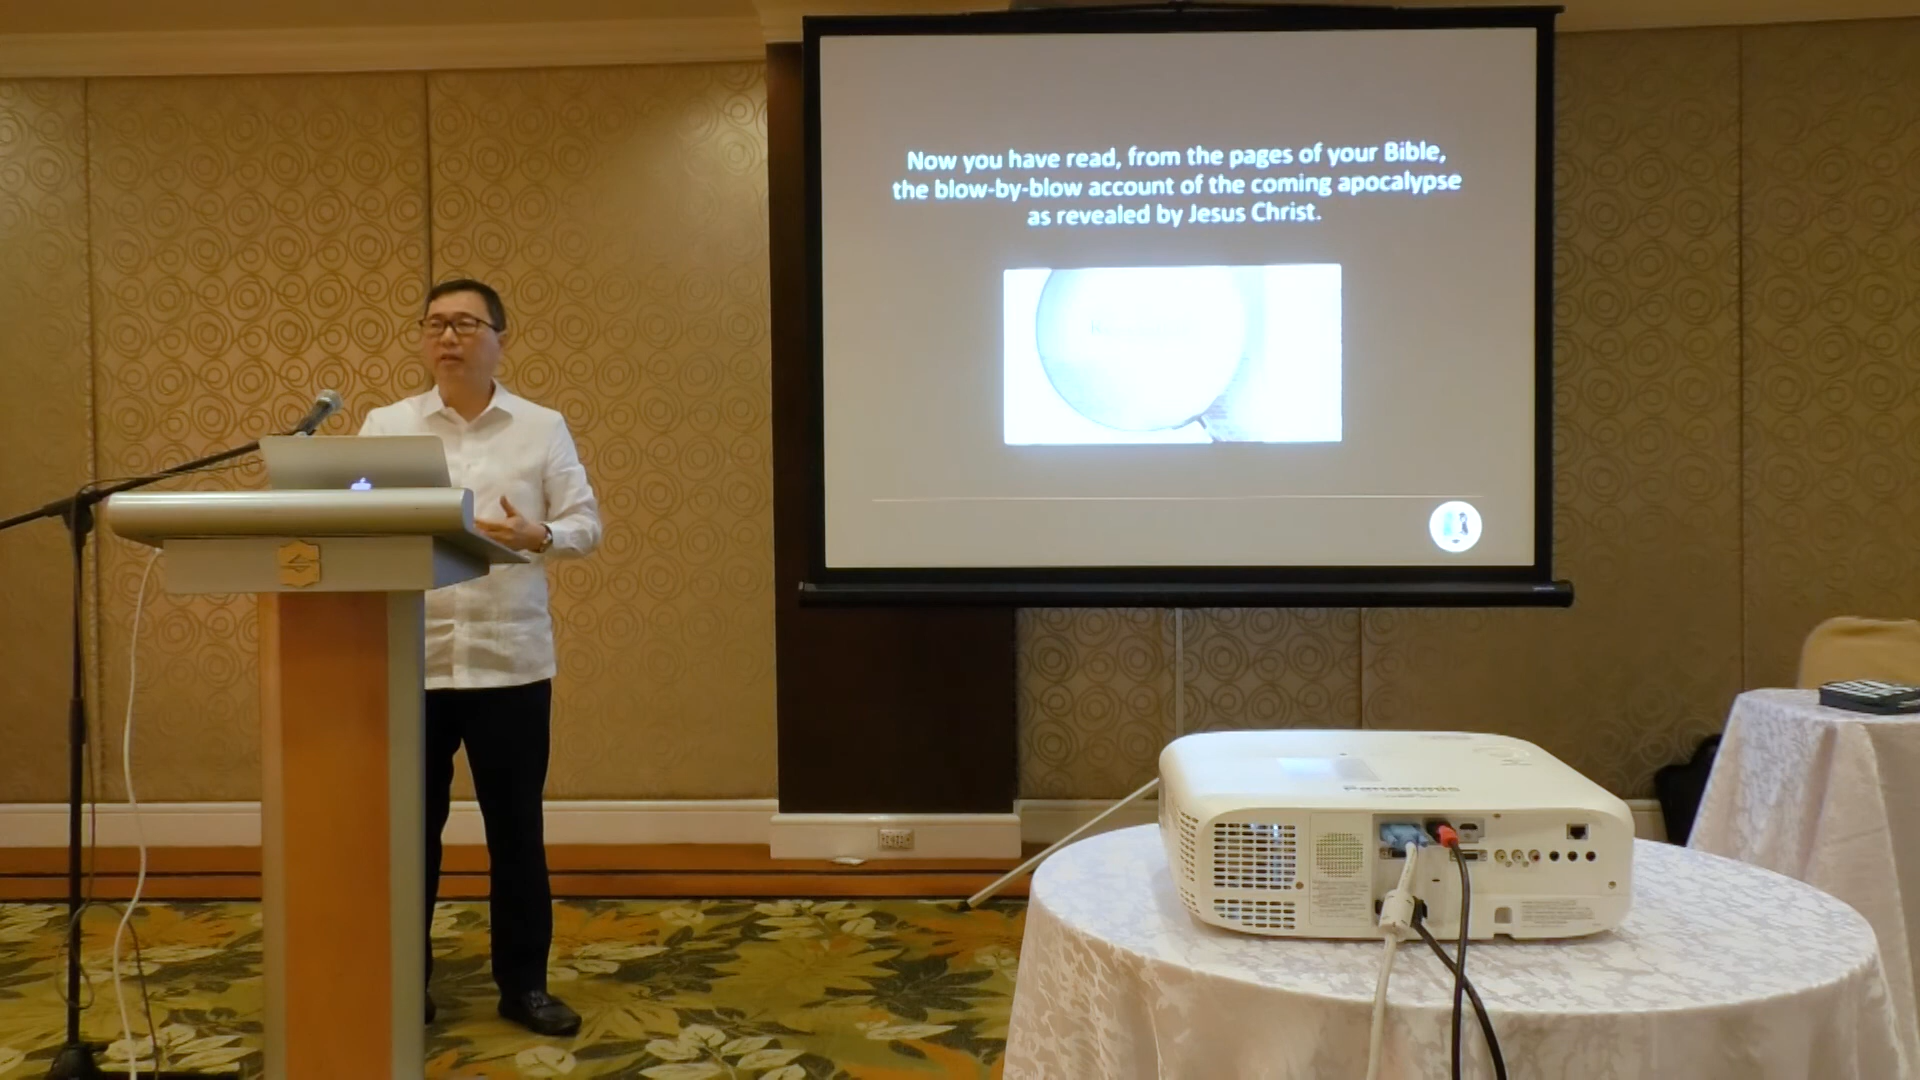 Now you have read, from the pages of your Bible,
the blow-by-blow account of the coming apocalypse
as revealed by Jesus Christ.
Panasonic